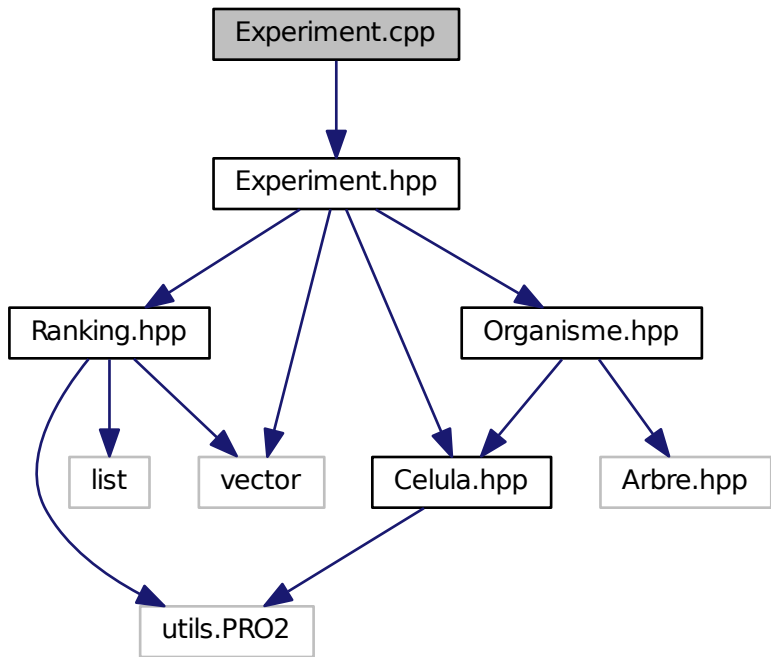 Experiment.cpp
Experiment.hpp
Ranking.hpp
Organisme.hpp
list
vector
Celula.hpp
Arbre.hpp
utils.PRO2